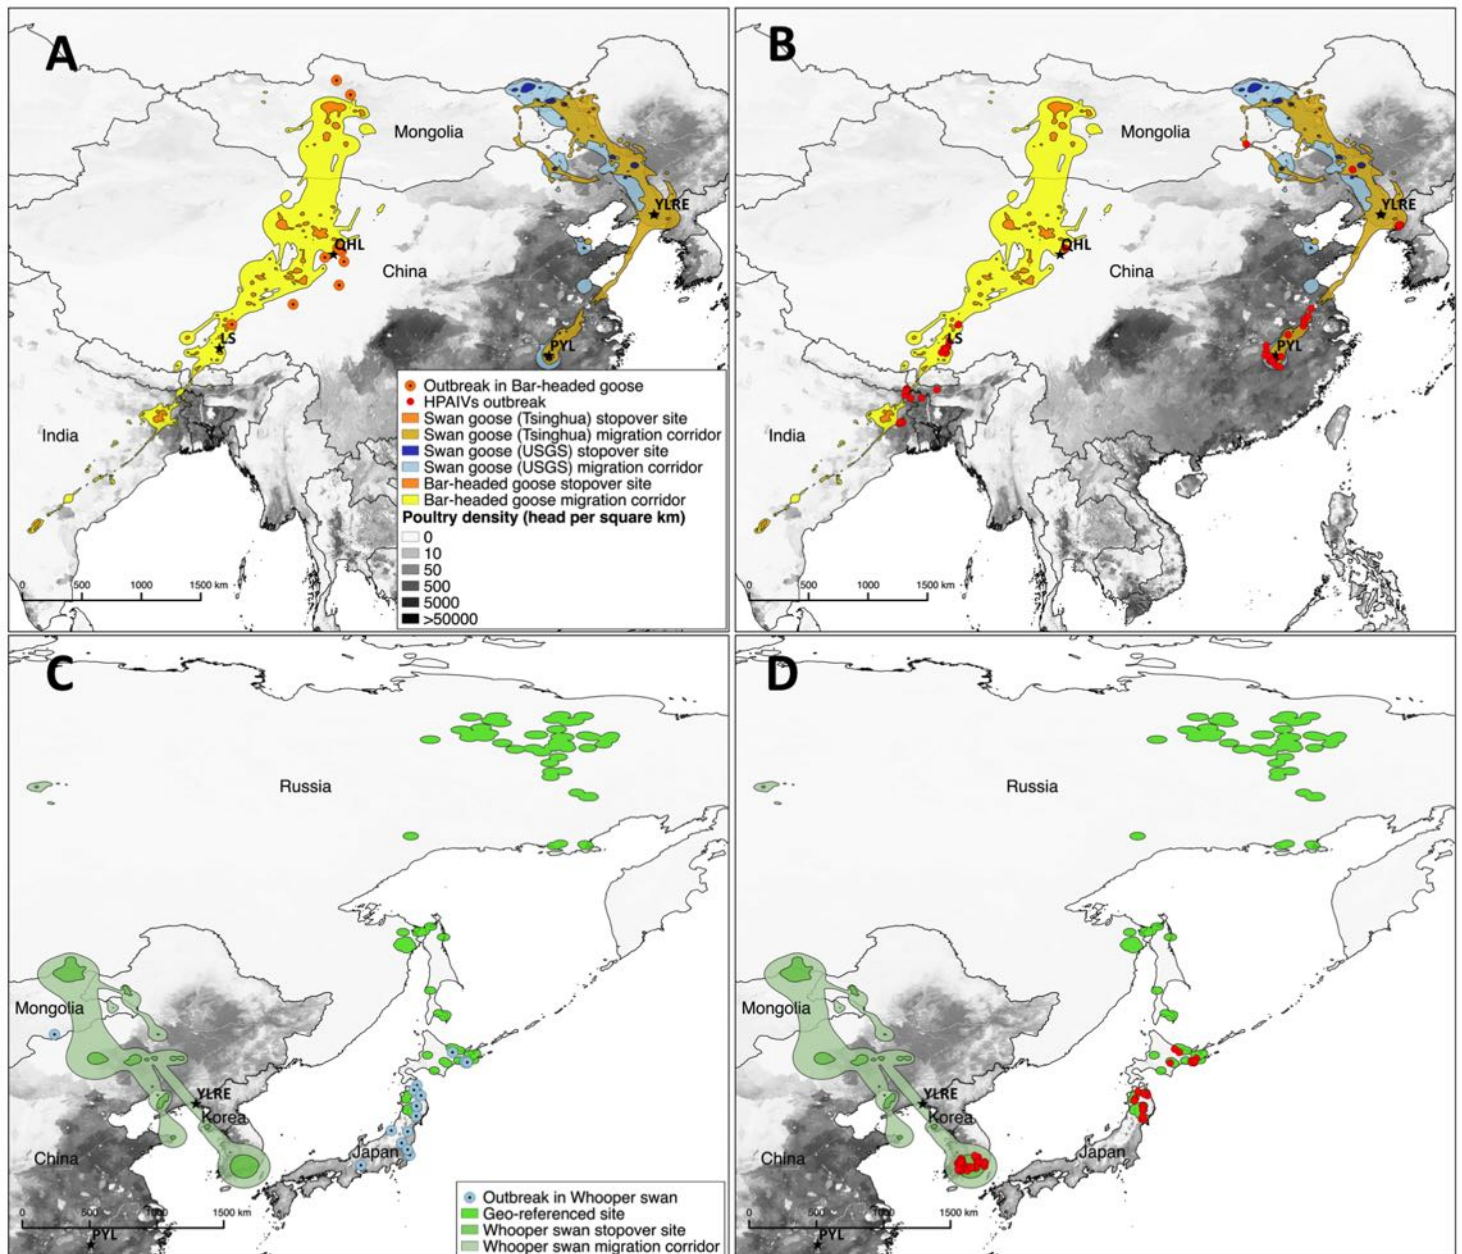 A
Mongolia
YLRE
QHL
China
LS
PYL
India
Outbreak in Bar-headed goose
HPAIVs outbreak
Swan goose (Tsinghua) stopover site
Swan goose (Tsinghua) migration corridor
Swan goose (USGS) stopover site
Swan goose (USGS) migration corridor
Bar-headed goose stopover site
Bar-headed goose migration corridor
Poultry density (head per square km)
0
10
50
500
5000
>50000
0 500 1000 1500 km
B
Mongolia
YLRE
QHL
China
LS
PYL
India
0 500 1000 1500 km
C
Russia
Mongolia
YLRE
Korea
China
Japan
0 500 1000 1500 km
PYL
Outbreak in Whooper swan
Geo-referenced site
Whooper swan stopover site
Whooper swan migration corridor
D
Russia
Mongolia
YLRE
Korea
China
Japan
0 500 1000 1500 km
PYL